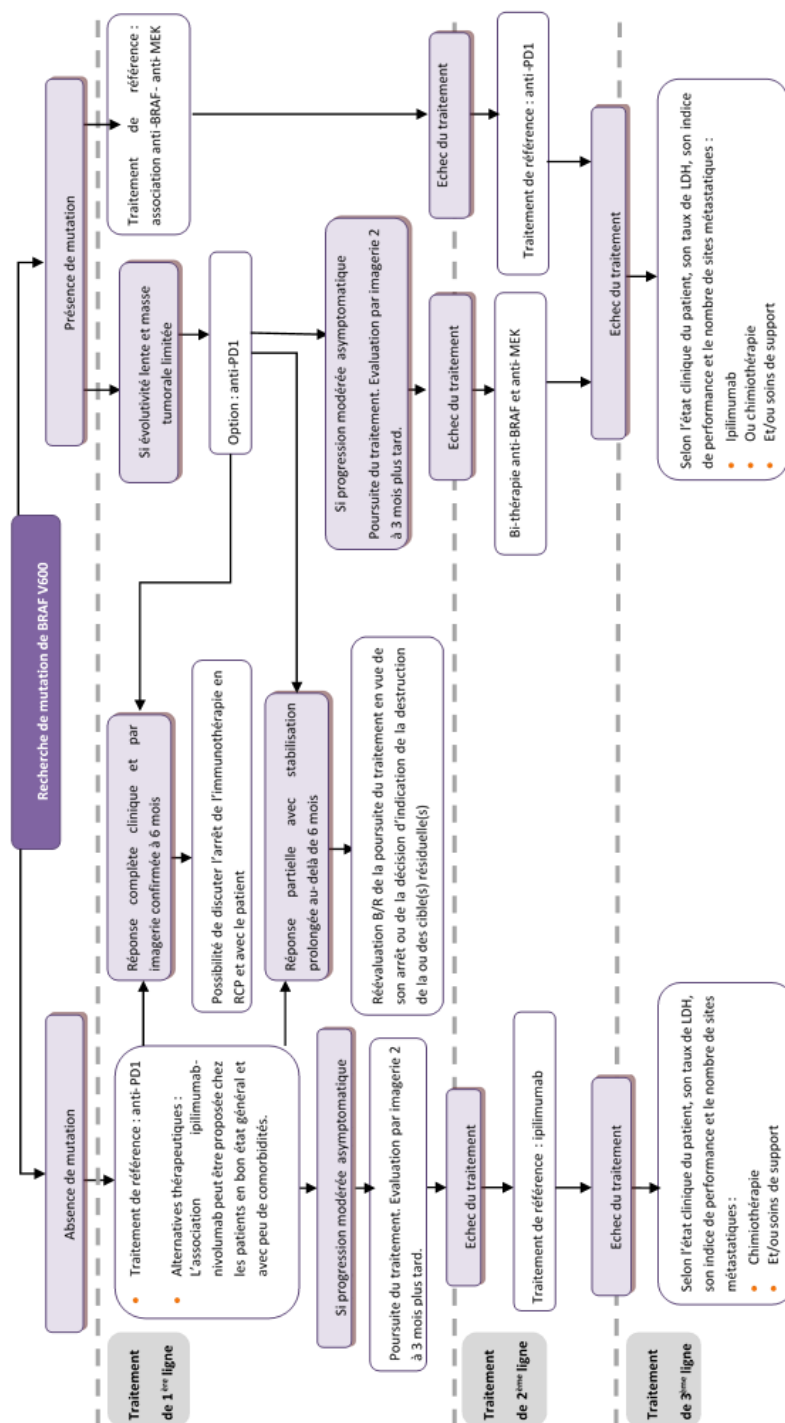 Recherche de mutation de BRAF V600
Absence de mutation
Présence de mutation
Traitement
de 1ère ligne
• Traitement de référence : anti-PD1
• Alternatives thérapeutiques :
L'association ipilimumab-
nivolumab peut être proposée chez
les patients en bon état général et
avec peu de comorbidités.
Réponse complète clinique et par
imagerie confirmée à 6 mois
Possibilité de discuter l'arrêt de l'immunothérapie en
RCP et avec le patient
Si évolutivité lente et masse
tumorale limitée
Option : anti-PD1
Traitement de référence :
association anti-BRAF- anti-MEK
Réponse partielle avec stabilisation
prolongée au-delà de 6 mois
Réévaluation B/R de la poursuite du traitement en vue de
son arrêt ou de la décision d'indication de la destruction
de la ou des cible(s) résiduelle(s)
Si progression modérée asymptomatique
Poursuite du traitement. Evaluation par imagerie 2
à 3 mois plus tard.
Si progression modérée asymptomatique
Poursuite du traitement. Evaluation par imagerie 2
à 3 mois plus tard.
Traitement
de 2ème ligne
Echec du traitement
Traitement de référence : ipilimumab
Echec du traitement
Bi-thérapie anti-BRAF et anti-MEK
Echec du traitement
Traitement de référence : anti-PD1
Traitement
de 3ème ligne
Echec du traitement
Selon l'état clinique du patient, son taux de LDH,
son indice de performance et le nombre de sites
métastatiques :
• Chimiothérapie
• Et/ou soins de support
Echec du traitement
Selon l'état clinique du patient, son taux de LDH, son indice
de performance et le nombre de sites métastatiques :
• Ipilimumab
• Ou chimiothérapie
• Et/ou soins de support